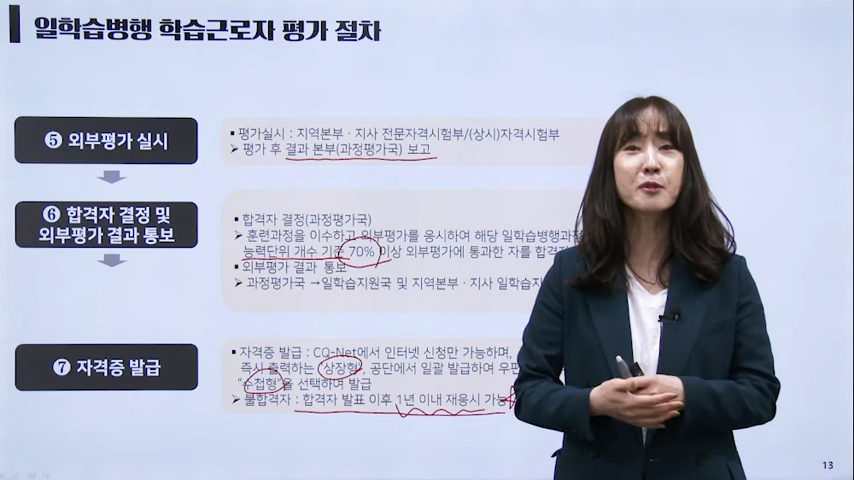 일학습병행 학습근로자 평가 절차
❺ 외부평가 실시
▪ 평가실시 : 지역본부 · 지사 전문자격시험부/(상시)자격시험부
➢ 평가 후 결과 본부(과정평가국) 보고
❻ 합격자 결정 및
외부평가 결과 통보
▪ 합격자 결정(과정평가국)
➢ 훈련과정을 이수하고 외부평가를 응시하여 해당 일학습병행과정
능력단위 개수 기준 70% 이상 외부평가에 통과한 자를 합격
▪ 외부평가 결과 통보
➢ 과정평가국 →일학습지원국 및 지역본부 · 지사 일학습지
❼ 자격증 발급
▪ 자격증 발급 : CQ-Net에서 인터넷 신청만 가능하며,
즉시 출력하는 "상장형", 공단에서 일괄 발급하여 우편
"수첩형"을 선택하여 발급
➢ 불합격자 : 합격자 발표 이후 1년 이내 재응시 가능
13